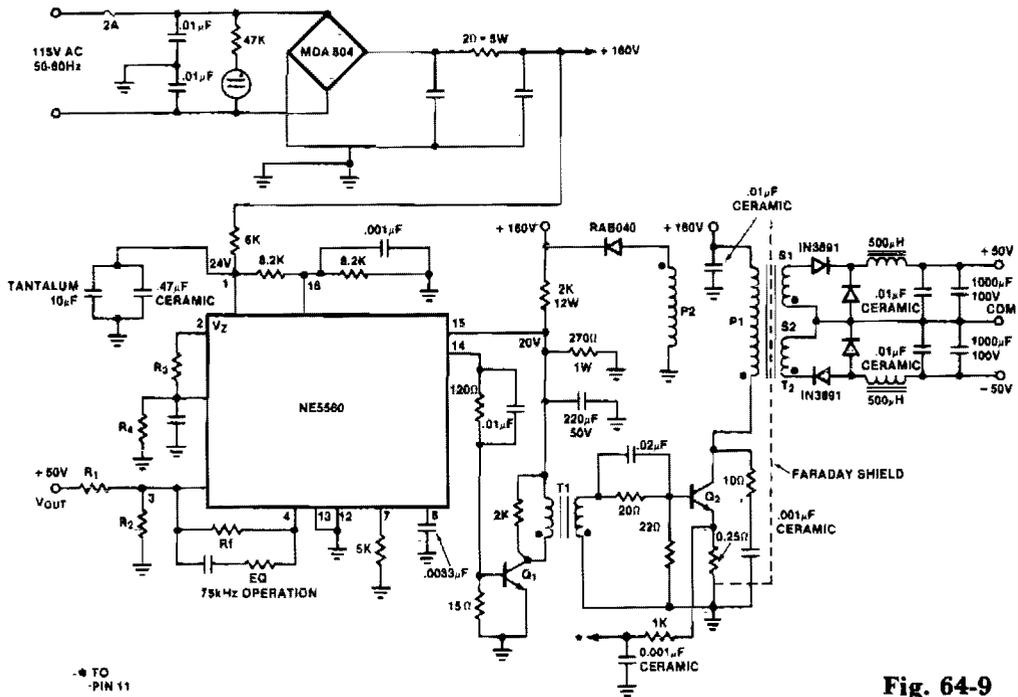 2A
.01µF
47K
MDA 804
2Ω = 5W
+ 160V
115V AC
50-60Hz
.01µF
.01µF
CERAMIC
6K
.001µF
+ 160V
RAB040
+ 160V
IN3891
500µH
+50V
24V
8.2K
8.2K
S1
TANTALUM
10µF
.47µF
CERAMIC
1
16
2K
12W
P2
P1
.01µF
CERAMIC
1000µF
100V
COM
2
VZ
15
20V
270Ω
1W
S2
14
.01µF
CERAMIC
1000µF
100V
R3
120Ω
T2
IN3891
500µH
-50V
NE5560
.01µF
220µF
50V
R4
.02µF
+ 50V
R1
VOUT
3
T1
Q2
10Ω
FARADAY SHIELD
R2
4
13
12
7
8
2K
20Ω
22Ω
.001µF
CERAMIC
Rf
5K
.0033µF
0.25Ω
EQ
75kHz OPERATION
Q1
15Ω
1K
*
* TO
PIN 11
0.001µF
CERAMIC
Fig. 64-9